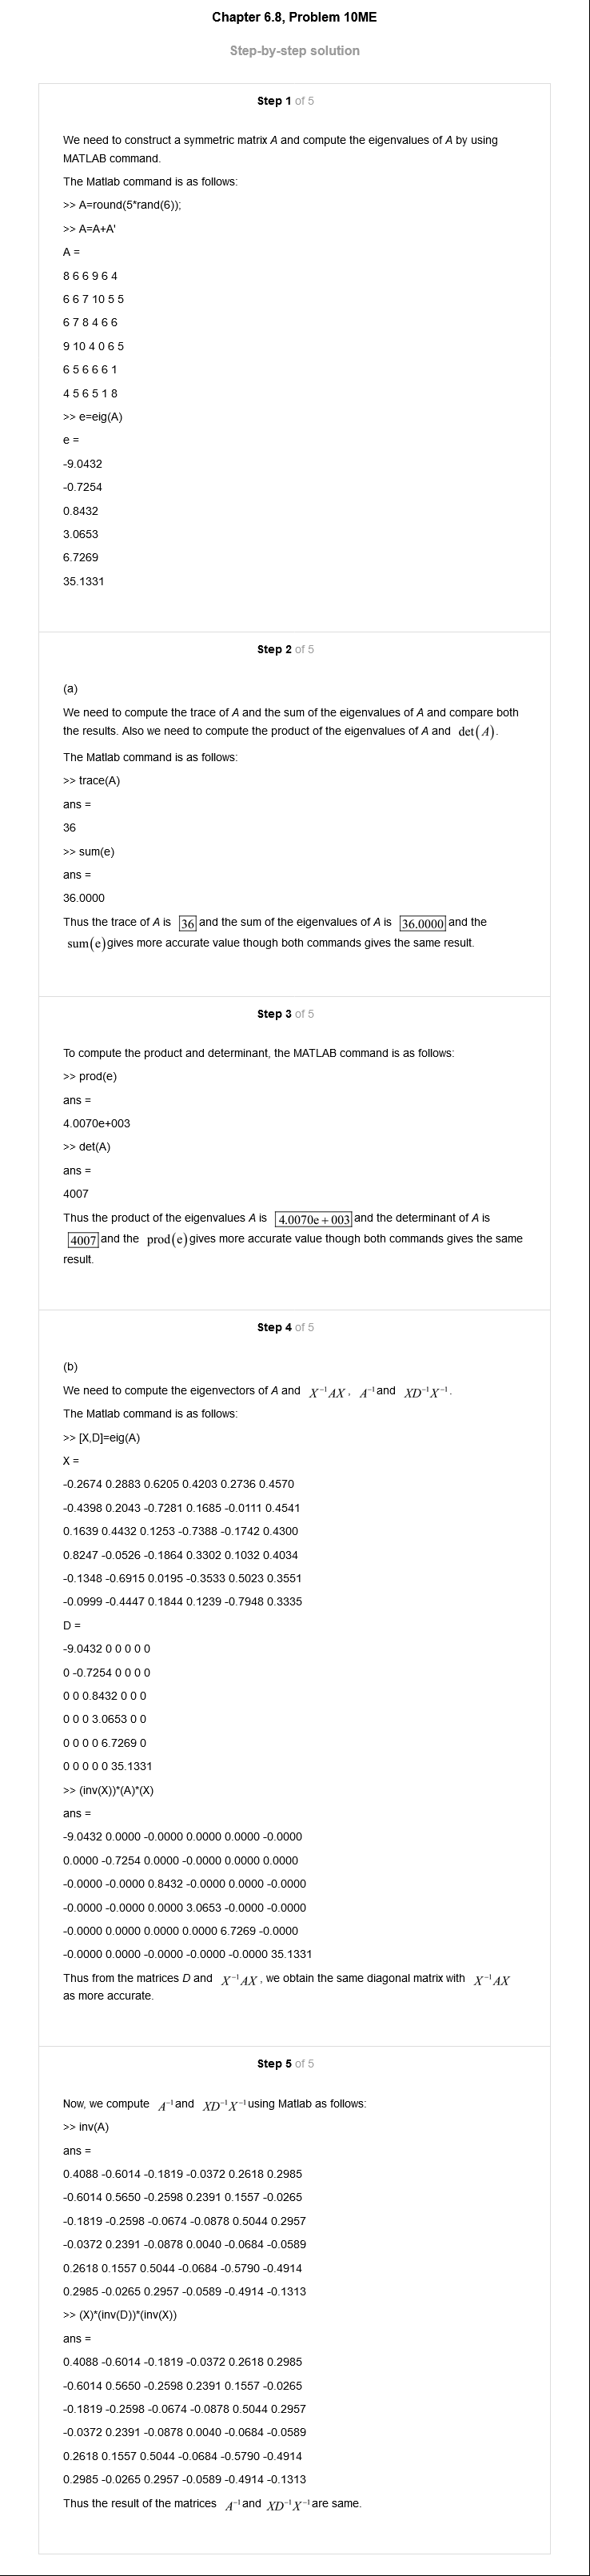 Chapter 6.8, Problem 10ME
Step-by-step solution
Step 1 of 5
We need to construct a symmetric matrix A and compute the eigenvalues of A by using
MATLAB command.
The Matlab command is as follows:
>> A=round(5*rand(6));
>> A=A+A'
A =
8 6 6 9 6 4
6 6 7 10 5 5
6 7 8 4 6 6
9 10 4 0 6 5
6 5 6 6 6 1
4 5 6 5 1 8
>> e=eig(A)
e =
-9.0432
-0.7254
0.8432
3.0653
6.7269
35.1331
Step 2 of 5
(a)
We need to compute the trace of A and the sum of the eigenvalues of A and compare both
the results. Also we need to compute the product of the eigenvalues of A and det(A).
The Matlab command is as follows:
>> trace(A)
ans =
36
>> sum(e)
ans =
36.0000
Thus the trace of A is 36 and the sum of the eigenvalues of A is 36.0000 and the
sum(e) gives more accurate value though both commands gives the same result.
Step 3 of 5
To compute the product and determinant, the MATLAB command is as follows:
>> prod(e)
ans =
4.0070e+003
>> det(A)
ans =
4007
Thus the product of the eigenvalues A is 4.0070e + 003 and the determinant of A is
4007 and the prod(e) gives more accurate value though both commands gives the same
result.
Step 4 of 5
(b)
We need to compute the eigenvectors of A and X⁻¹AX, A⁻¹ and XD⁻¹X⁻¹.
The Matlab command is as follows:
>> [X,D]=eig(A)
X =
-0.2674 0.2883 0.6205 0.4203 0.2736 0.4570
-0.4398 0.2043 -0.7281 0.1685 -0.0111 0.4541
0.1639 0.4432 0.1253 -0.7388 -0.1742 0.4300
0.8247 -0.0526 -0.1864 0.3302 0.1032 0.4034
-0.1348 -0.6915 0.0195 -0.3533 0.5023 0.3551
-0.0999 -0.4447 0.1844 0.1239 -0.7948 0.3335
D =
-9.0432 0 0 0 0 0
0 -0.7254 0 0 0 0
0 0 0.8432 0 0 0
0 0 0 3.0653 0 0
0 0 0 0 6.7269 0
0 0 0 0 0 35.1331
>> (inv(X))*(A)*(X)
ans =
-9.0432 0.0000 -0.0000 0.0000 0.0000 -0.0000
0.0000 -0.7254 0.0000 -0.0000 0.0000 0.0000
-0.0000 -0.0000 0.8432 -0.0000 0.0000 -0.0000
-0.0000 -0.0000 0.0000 3.0653 -0.0000 -0.0000
-0.0000 0.0000 0.0000 0.0000 6.7269 -0.0000
-0.0000 0.0000 -0.0000 -0.0000 -0.0000 35.1331
Thus from the matrices D and X⁻¹AX, we obtain the same diagonal matrix with X⁻¹AX
as more accurate.
Step 5 of 5
Now, we compute A⁻¹ and XD⁻¹X⁻¹ using Matlab as follows:
>> inv(A)
ans =
0.4088 -0.6014 -0.1819 -0.0372 0.2618 0.2985
-0.6014 0.5650 -0.2598 0.2391 0.1557 -0.0265
-0.1819 -0.2598 -0.0674 -0.0878 0.5044 0.2957
-0.0372 0.2391 -0.0878 0.0040 -0.0684 -0.0589
0.2618 0.1557 0.5044 -0.0684 -0.5790 -0.4914
0.2985 -0.0265 0.2957 -0.0589 -0.4914 -0.1313
>> (X)*(inv(D))*(inv(X))
ans =
0.4088 -0.6014 -0.1819 -0.0372 0.2618 0.2985
-0.6014 0.5650 -0.2598 0.2391 0.1557 -0.0265
-0.1819 -0.2598 -0.0674 -0.0878 0.5044 0.2957
-0.0372 0.2391 -0.0878 0.0040 -0.0684 -0.0589
0.2618 0.1557 0.5044 -0.0684 -0.5790 -0.4914
0.2985 -0.0265 0.2957 -0.0589 -0.4914 -0.1313
Thus the result of the matrices A⁻¹ and XD⁻¹X⁻¹ are same.